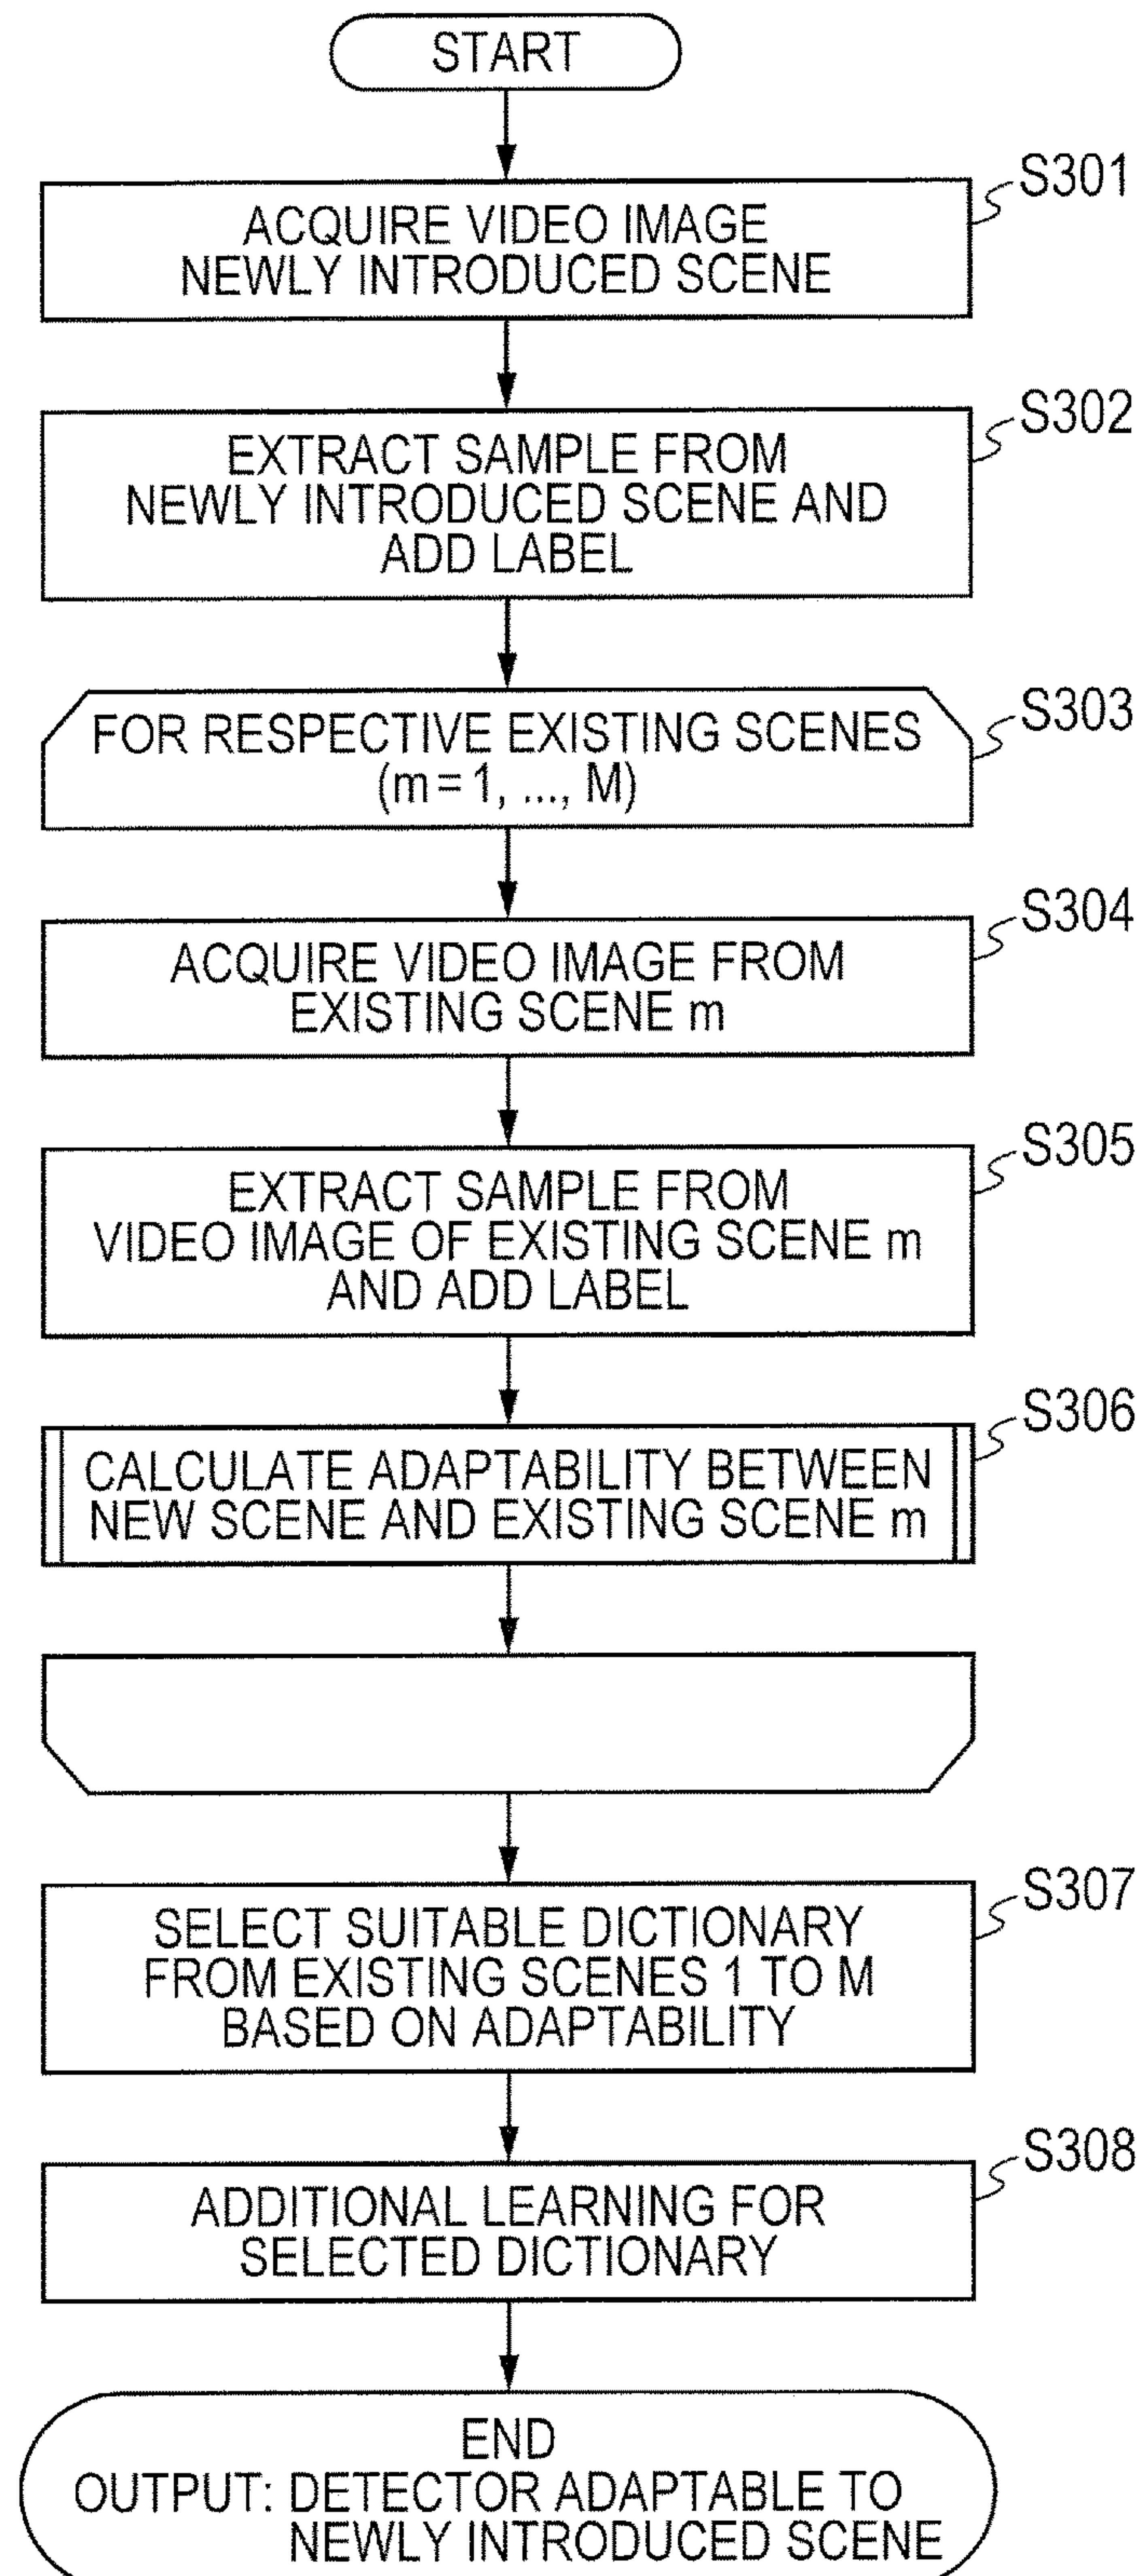 START
S301
ACQUIRE VIDEO IMAGE
NEWLY INTRODUCED SCENE
S302
EXTRACT SAMPLE FROM
NEWLY INTRODUCED SCENE AND
ADD LABEL
S303
FOR RESPECTIVE EXISTING SCENES
(m = 1, ..., M)
S304
ACQUIRE VIDEO IMAGE FROM
EXISTING SCENE m
S305
EXTRACT SAMPLE FROM
VIDEO IMAGE OF EXISTING SCENE m
AND ADD LABEL
S306
CALCULATE ADAPTABILITY BETWEEN
NEW SCENE AND EXISTING SCENE m
S307
SELECT SUITABLE DICTIONARY
FROM EXISTING SCENES 1 TO M
BASED ON ADAPTABILITY
S308
ADDITIONAL LEARNING FOR
SELECTED DICTIONARY
END
OUTPUT: DETECTOR ADAPTABLE TO
NEWLY INTRODUCED SCENE